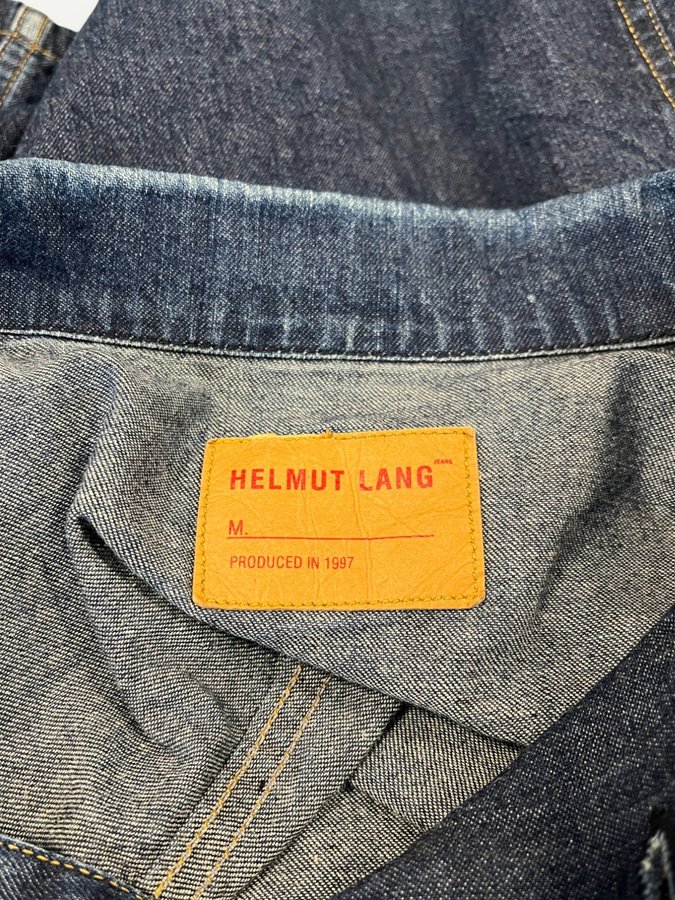 HELMUT LANG JEANS
M.
PRODUCED IN 1997